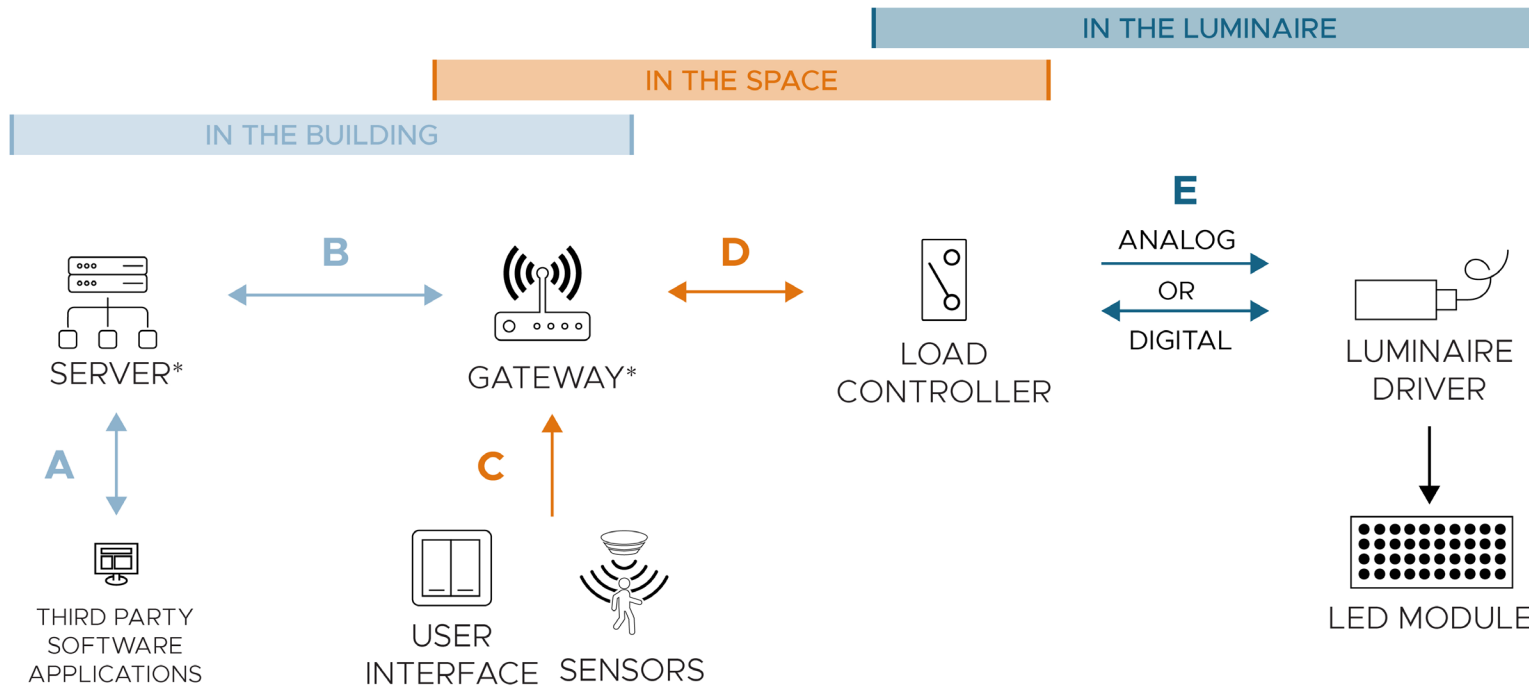 IN THE LUMINAIRE
IN THE SPACE
IN THE BUILDING
E
B
D
ANALOG
OR
DIGITAL
SERVER*
GATEWAY*
LOAD
CONTROLLER
LUMINAIRE
DRIVER
A
C
THIRD PARTY
SOFTWARE
APPLICATIONS
USER
INTERFACE
SENSORS
LED MODULE